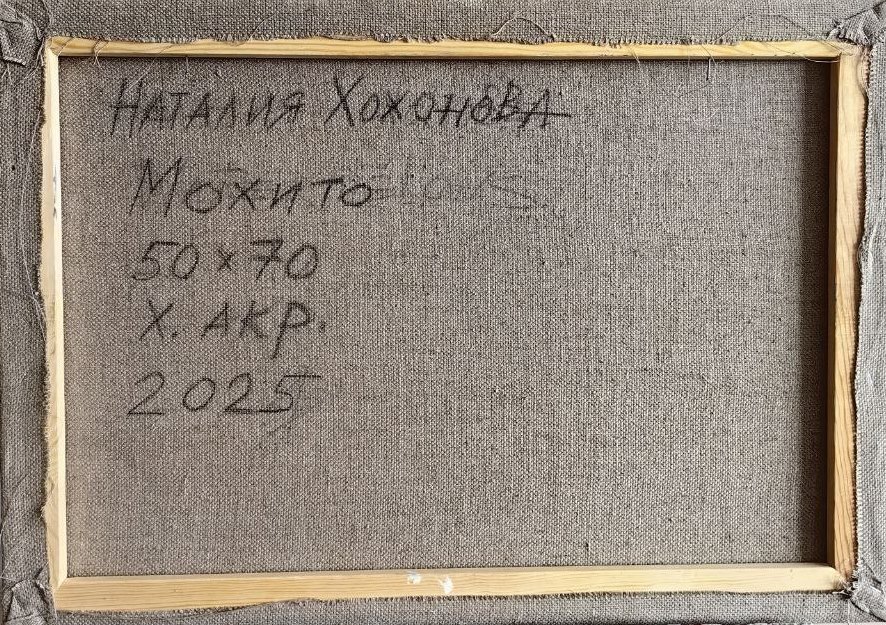 Наталия Хохонова
Мохито
50×70
Х. акр.
2025